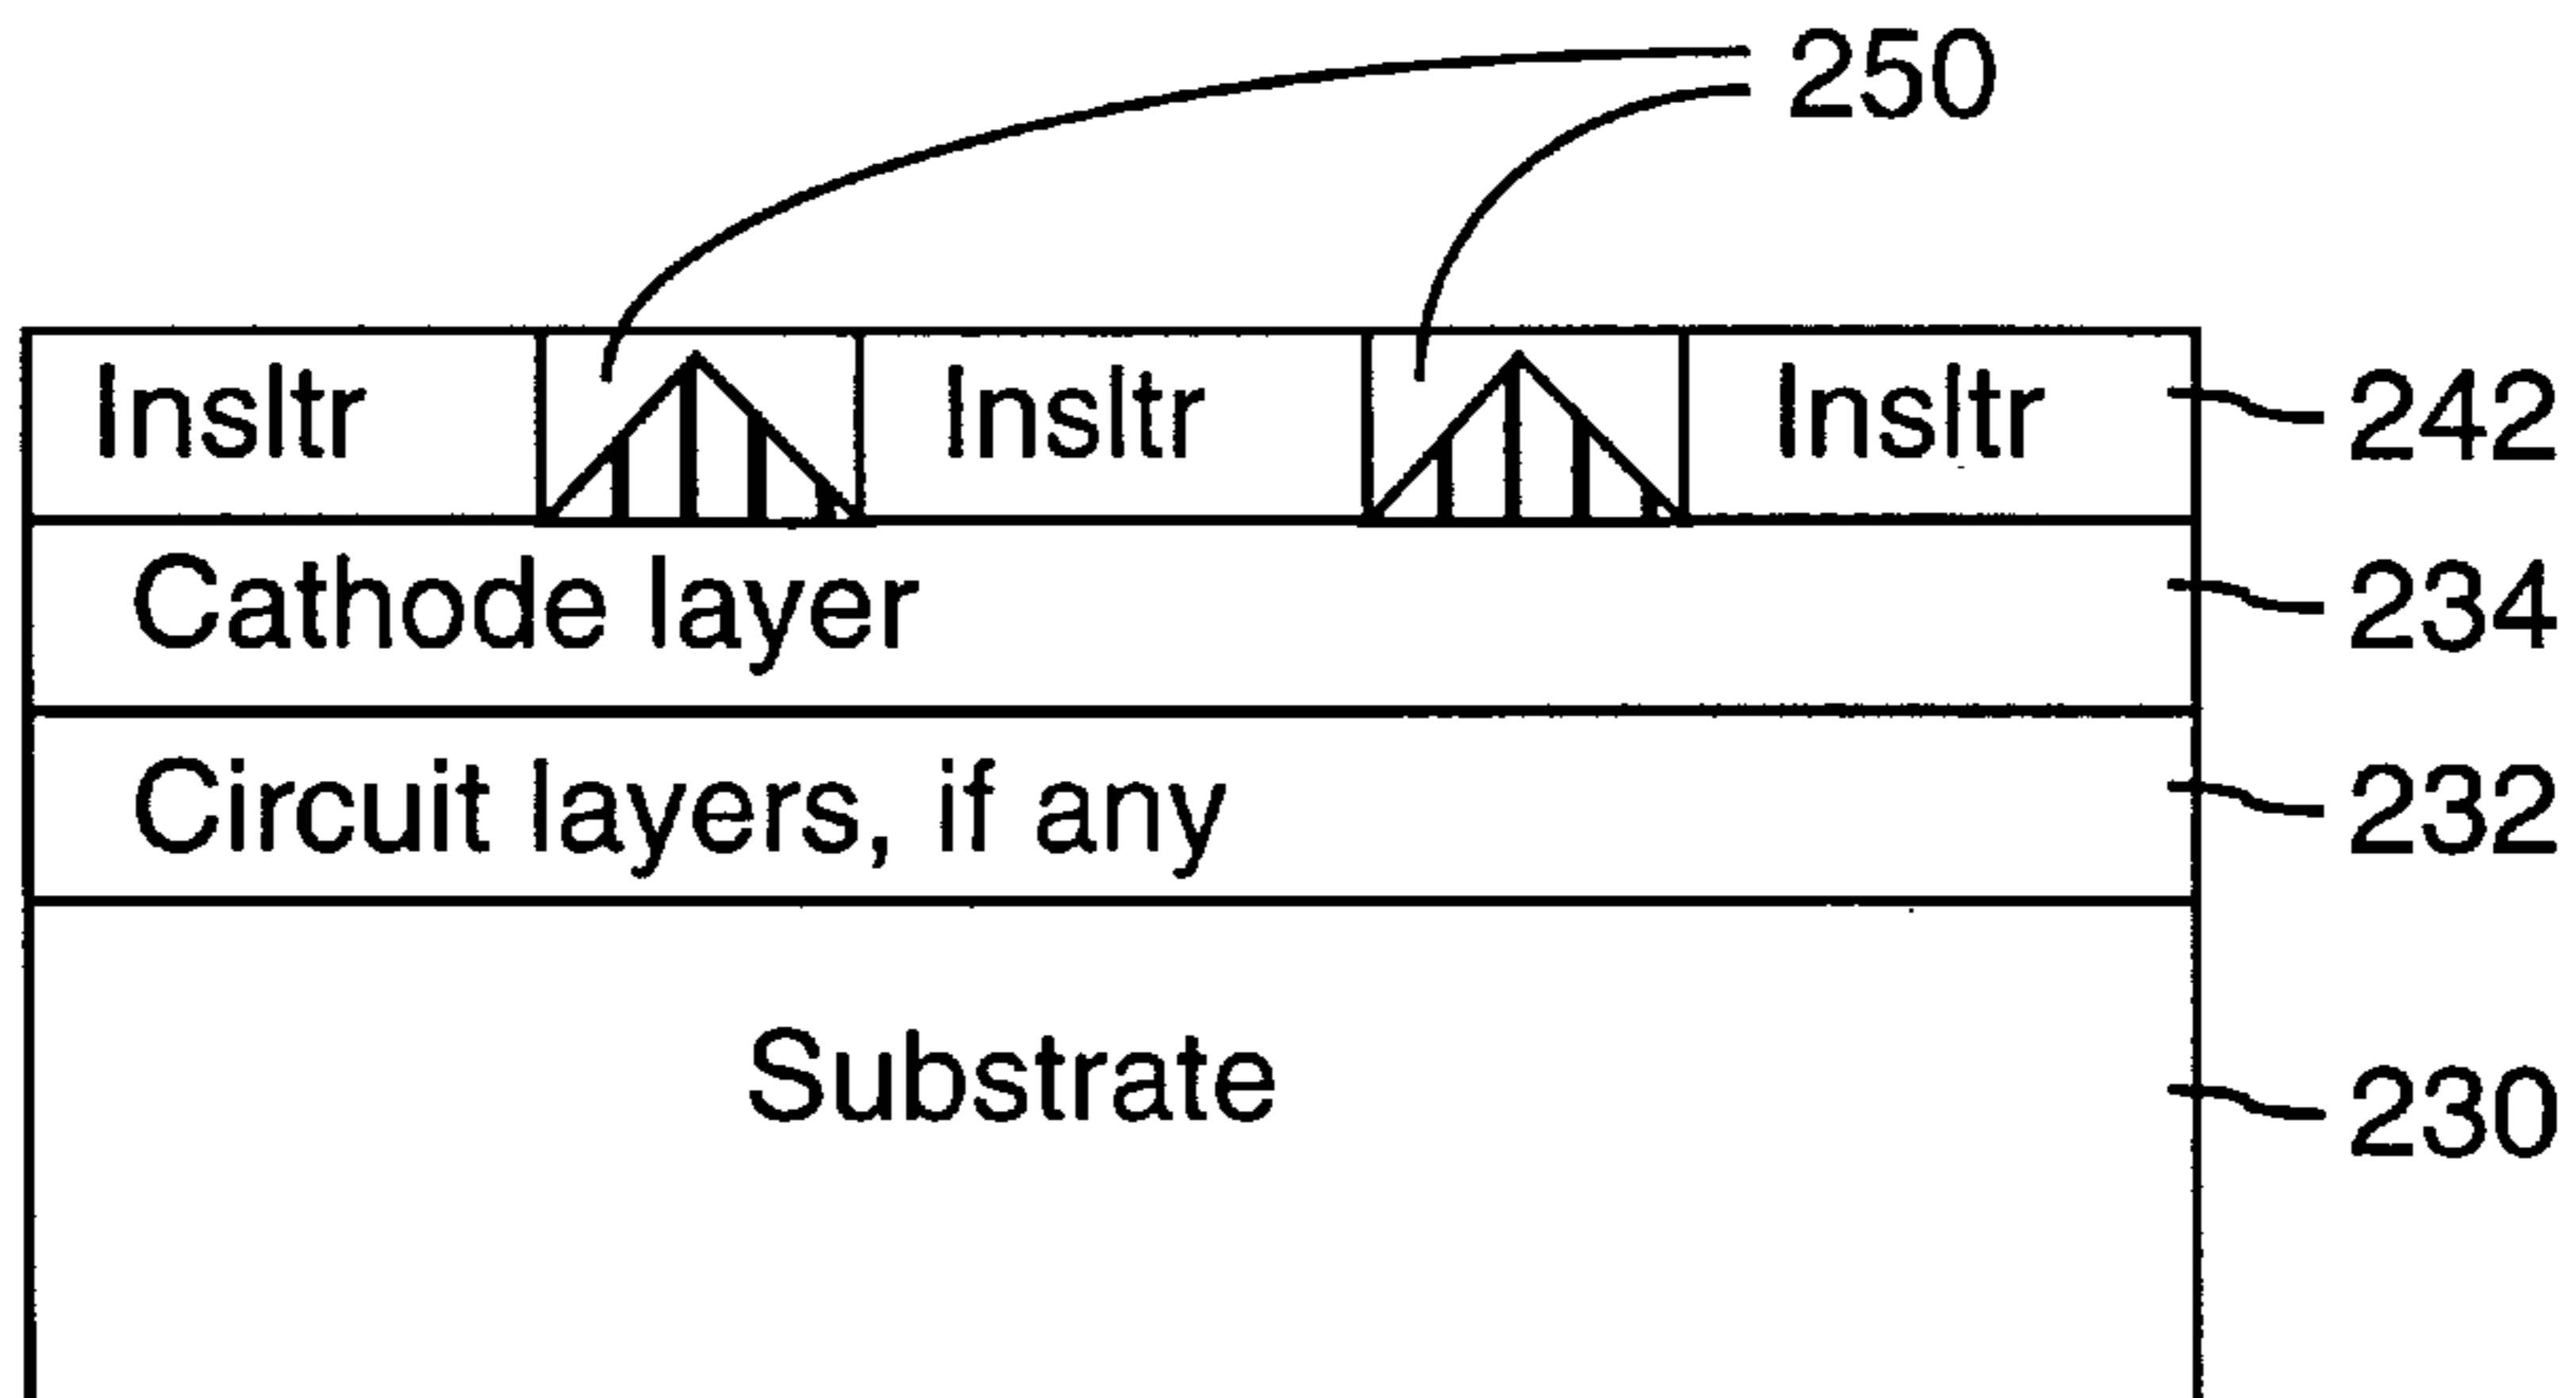 250
Insltr Insltr Insltr 242
Cathode layer 234
Circuit layers, if any 232
Substrate 230